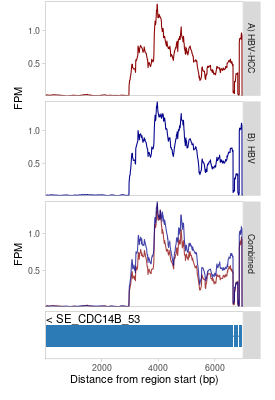 FPM
1.0
0.5
A) HBV-HCC
1.0
0.5
B) HBV
FPM
1.0
0.5
Combined
< SE_CDC14B_53
2000
4000
6000
Distance from region start (bp)